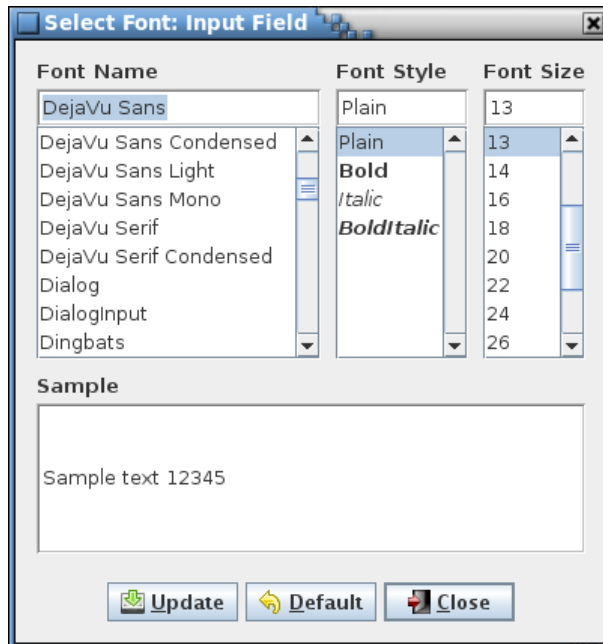 Select Font: Input Field
Font Name
DejaVu Sans
DejaVu Sans Condensed
DejaVu Sans Light
DejaVu Sans Mono
DejaVu Serif
DejaVu Serif Condensed
Dialog
DialogInput
Dingbats
Font Style
Plain
Plain
Bold
Italic
BoldItalic
Font Size
13
13
14
16
18
20
22
24
26
Sample
Sample text 12345
Update
Default
Close